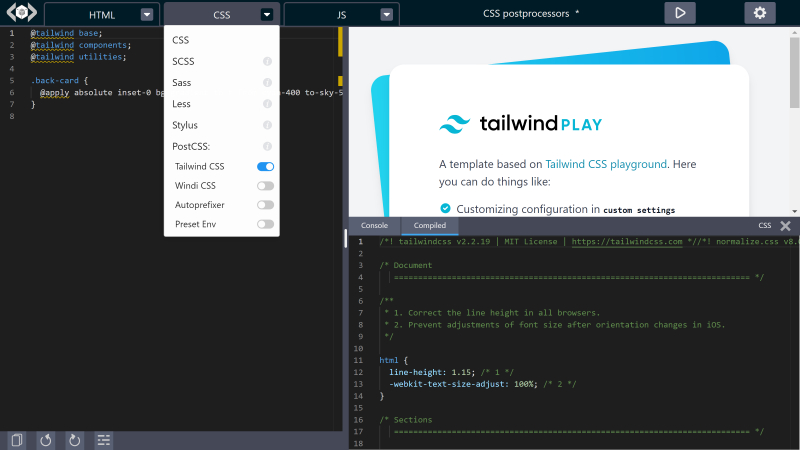 HTML
CSS
JS
CSS postprocessors *
1 @tailwind base;
2 @tailwind components;
3 @tailwind utilities;
4
5 .back-card {
6 @apply absolute inset-0 bg -400 to-sky-5
7 }
8
CSS
SCSS
Sass
Less
Stylus
PostCSS:
Tailwind CSS
Windi CSS
Autoprefixer
Preset Env
tailwind PLAY
A template based on Tailwind CSS playground. Here
you can do things like:
Customizing configuration in custom settings
Console
Compiled
CSS
1 /*! tailwindcss v2.2.19 | MIT License | https://tailwindcss.com *//*! normalize.css v8.
2
3 /* Document
4 ========================================================================== */
5
6 /**
7 * 1. Correct the line height in all browsers.
8 * 2. Prevent adjustments of font size after orientation changes in iOS.
9 */
10
11 html {
12 line-height: 1.15; /* 1 */
13 -webkit-text-size-adjust: 100%; /* 2 */
14 }
15
16 /* Sections
17 ========================================================================== */
18